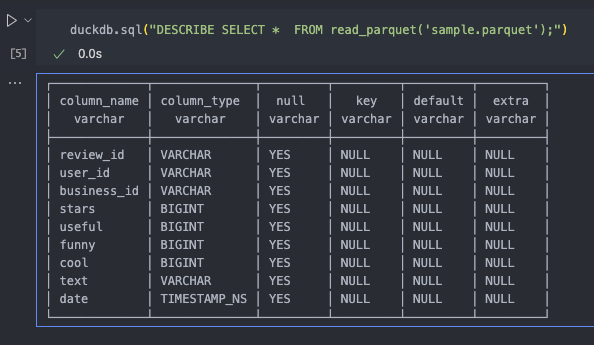 duckdb.sql("DESCRIBE SELECT *  FROM read_parquet('sample.parquet');")
[5] 0.0s
column_name column_type null key default extra
varchar varchar varchar varchar varchar varchar
review_id VARCHAR YES NULL NULL NULL
user_id VARCHAR YES NULL NULL NULL
business_id VARCHAR YES NULL NULL NULL
stars BIGINT YES NULL NULL NULL
useful BIGINT YES NULL NULL NULL
funny BIGINT YES NULL NULL NULL
cool BIGINT YES NULL NULL NULL
text VARCHAR YES NULL NULL NULL
date TIMESTAMP_NS YES NULL NULL NULL